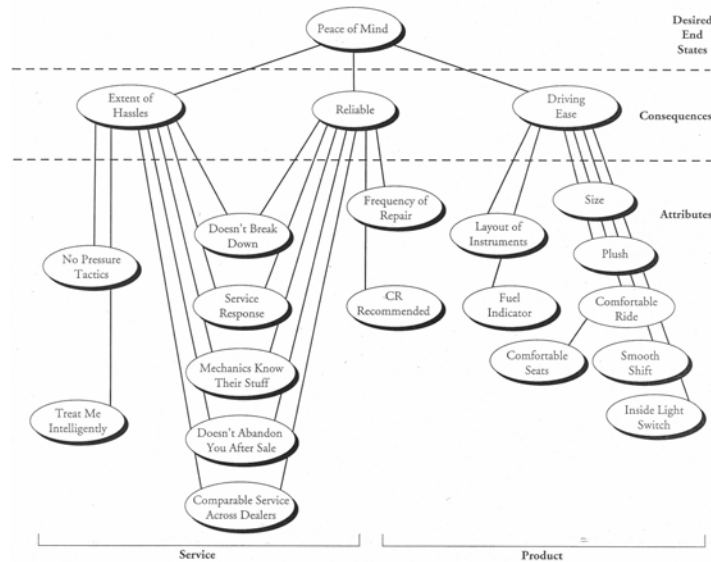 Desired
End
States
Peace of Mind
Extent of
Hassles
Reliable
Driving
Ease
Consequences
Attributes
Size
Frequency of
Repair
Doesn't Break
Down
Layout of
Instruments
No Pressure
Tactics
Plush
Service
Response
CR
Recommended
Fuel
Indicator
Comfortable
Ride
Comfortable
Seats
Smooth
Shift
Mechanics Know
Their Stuff
Treat Me
Intelligently
Inside Light
Switch
Doesn't Abandon
You After Sale
Comparable Service
Across Dealers
Service
Product